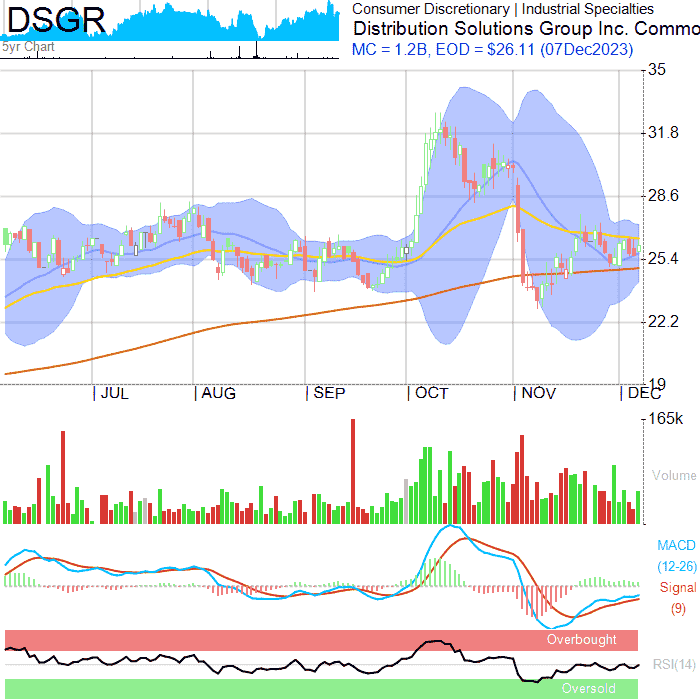 DSGR
5yr Chart
Consumer Discretionary | Industrial Specialties
Distribution Solutions Group Inc. Commo
MC = 1.2B, EOD = $26.11 (07Dec2023)
35
31.8
28.6
25.4
22.2
19
JUL AUG SEP OCT NOV DEC
165k
Volume
MACD
(12-26)
Signal
(9)
Overbought
RSI(14)
Oversold